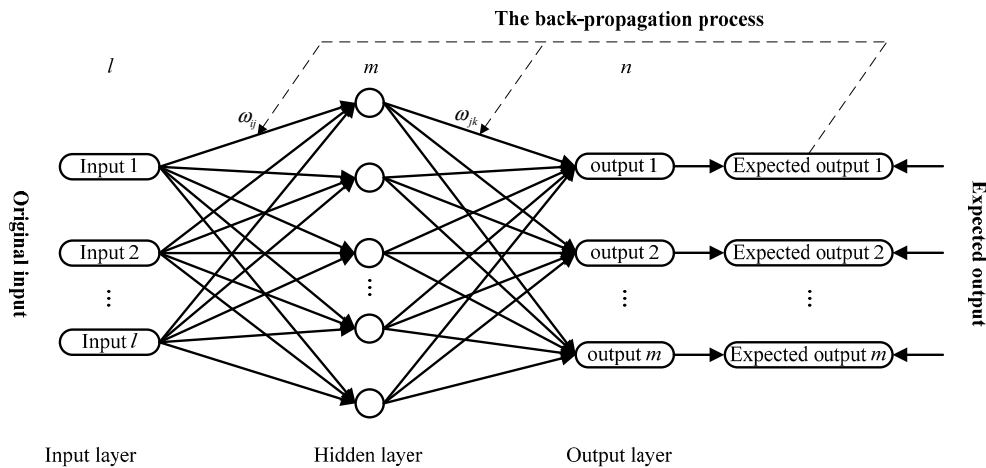 The back-propagation process
l
m
n
ω_ij
ω_jk
Input 1
output 1
Expected output 1
Original input
Expected output
Input 2
output 2
Expected output 2
...
...
...
...
Input l
output m
Expected output m
Input layer
Hidden layer
Output layer